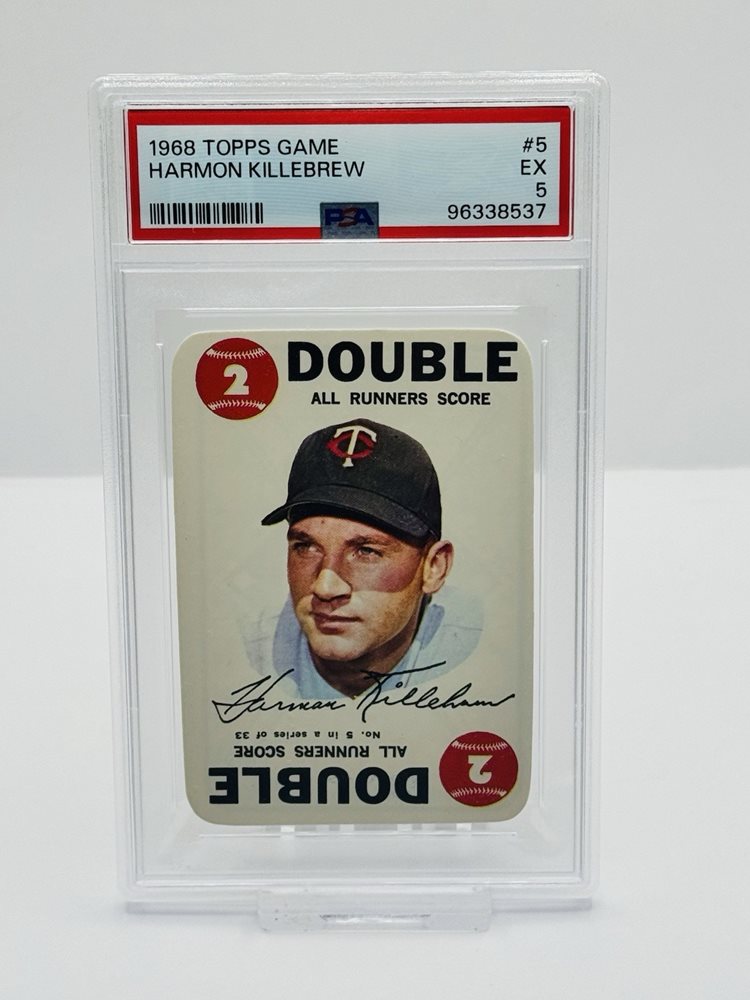 1968 TOPPS GAME #5
HARMON KILLEBREW EX
5
PSA 96338537
2 DOUBLE
ALL RUNNERS SCORE
TC
Harmon Killebrew
No. 5 in a series of 33
ALL RUNNERS SCORE
DOUBLE 2